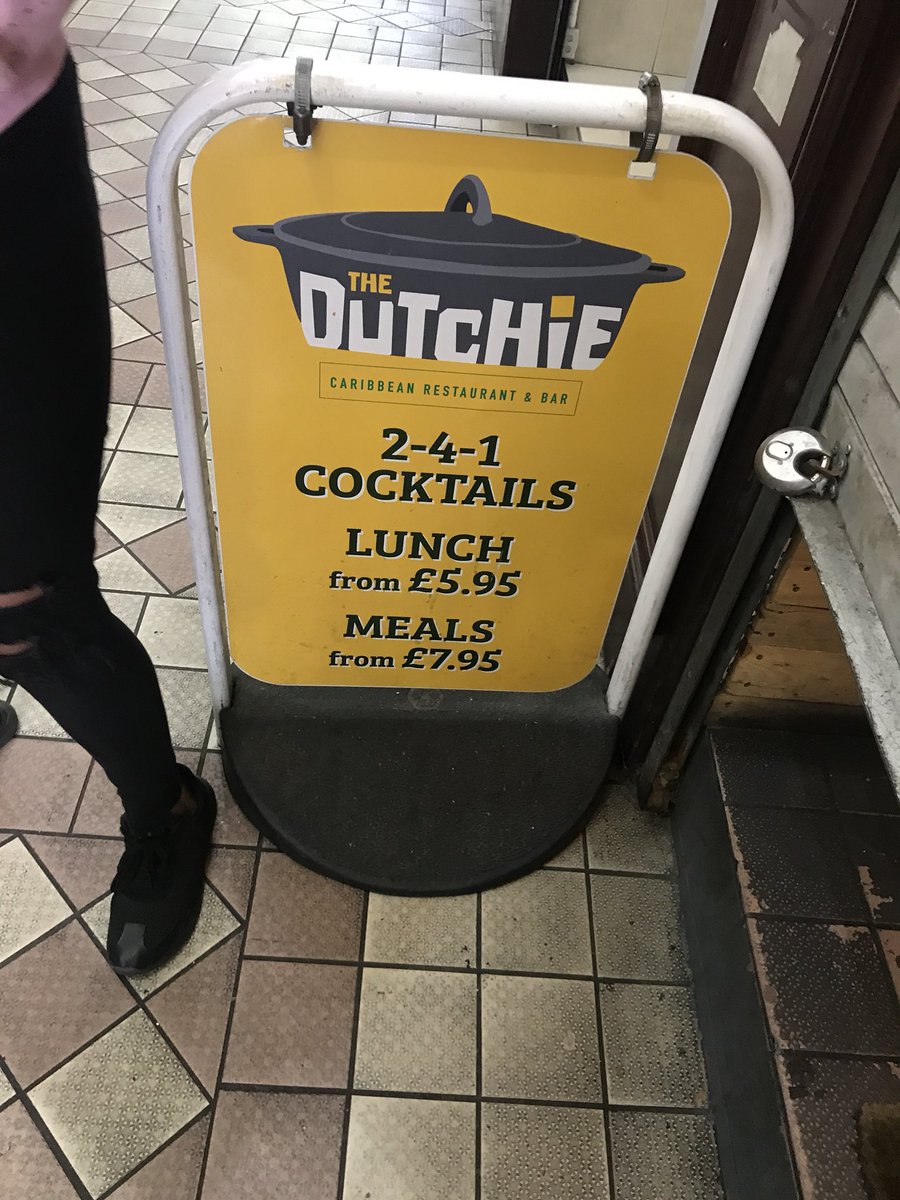 THE
DUTCHiE
CARIBBEAN RESTAURANT & BAR
2-4-1
COCKTAILS
LUNCH
from £5.95
MEALS
from £7.95